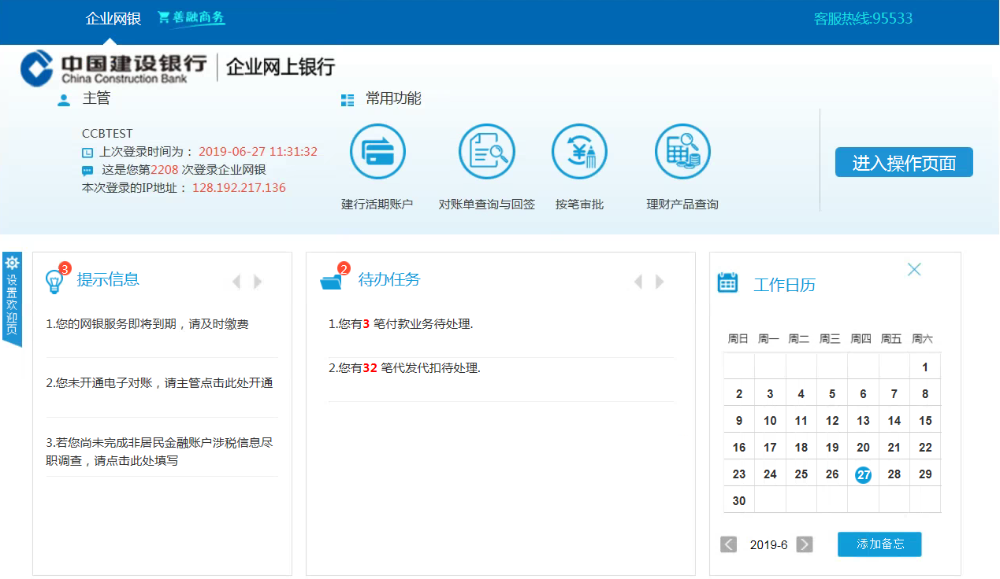 企业网银 善融商务 客服热线:95533
中国建设银行 企业网上银行
China Construction Bank
主管 常用功能
CCBTEST
上次登录时间为： 2019-06-27 11:31:32
这是您第2208 次登录企业网银
本次登录的IP地址： 128.192.217.136
建行活期账户 对账单查询与回签 按笔审批 理财产品查询
进入操作页面
设置欢迎页
3
提示信息
1.您的网银服务即将到期，请及时缴费
2.您未开通电子对账，请主管点击此处开通
3.若您尚未完成非居民金融账户涉税信息尽
职调查，请点击此处填写
2
待办任务
1.您有3 笔付款业务待处理.
2.您有32 笔代发代扣待处理.
工作日历
周日 周一 周二 周三 周四 周五 周六
1
2 3 4 5 6 7 8
9 10 11 12 13 14 15
16 17 18 19 20 21 22
23 24 25 26 27 28 29
30
2019-6 添加备忘